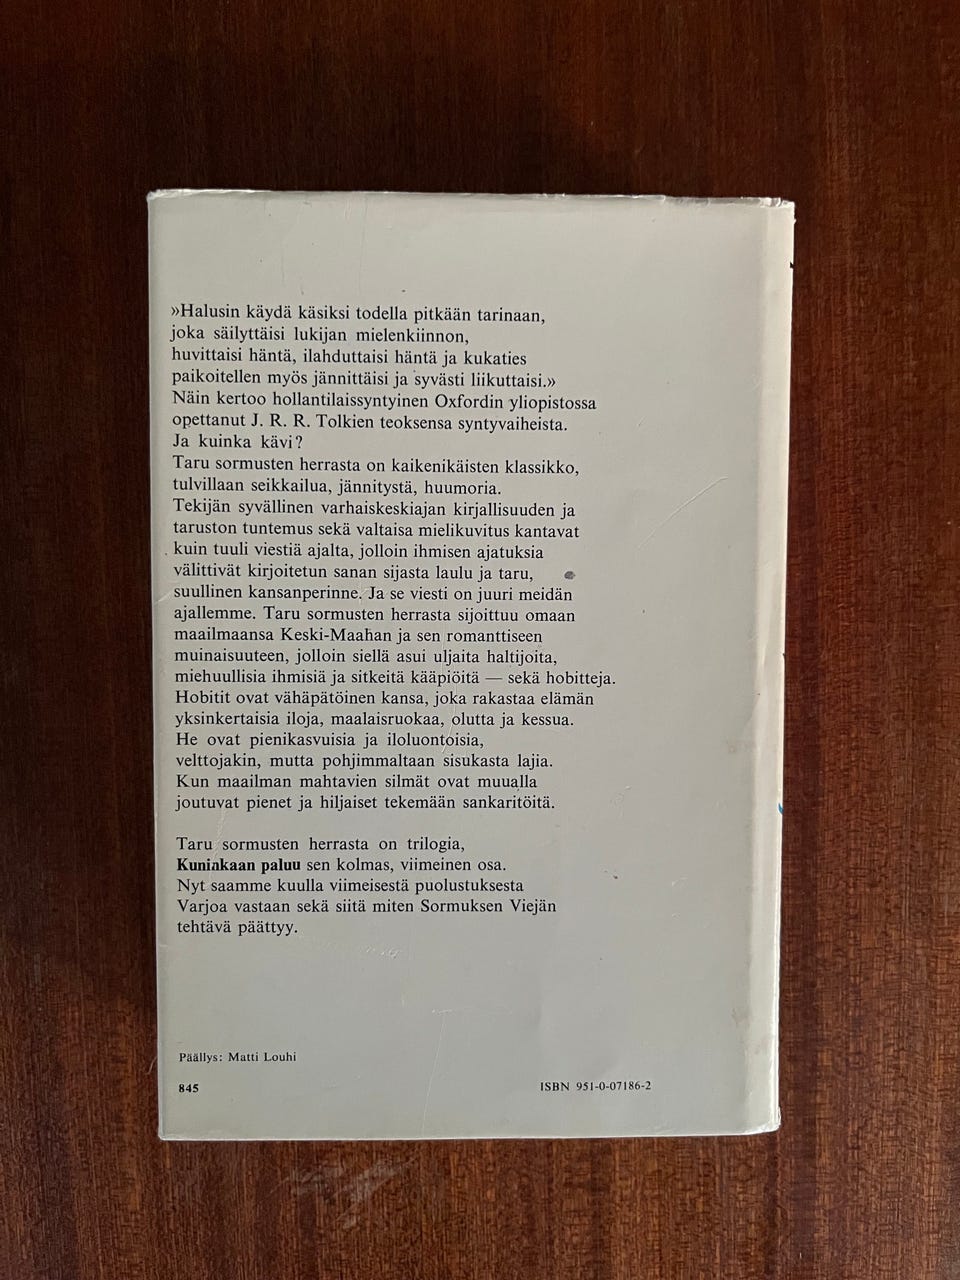 »Halusin käydä käsiksi todella pitkään tarinaan,
joka säilyttäisi lukijan mielenkiinnon,
huvittaisi häntä, ilahduttaisi häntä ja kukaties
paikoitellen myös jännittäisi ja syvästi liikuttaisi.»
Näin kertoo hollantilaissyntyinen Oxfordin yliopistossa
opettanut J. R. R. Tolkien teoksensa syntyvaiheista.
Ja kuinka kävi?
Taru sormusten herrasta on kaikenikäisten klassikko,
tulvillaan seikkailua, jännitystä, huumoria.
Tekijän syvällinen varhaiskeskiajan kirjallisuuden ja
taruston tuntemus sekä valtaisa mielikuvitus kantavat
kuin tuuli viestiä ajalta, jolloin ihmisen ajatuksia
välittivät kirjoitetun sanan sijasta laulu ja taru,
suullinen kansanperinne. Ja se viesti on juuri meidän
ajallemme. Taru sormusten herrasta sijoittuu omaan
maailmaansa Keski-Maahan ja sen romanttiseen
muinaisuuteen, jolloin siellä asui uljaita haltijoita,
miehuullisia ihmisiä ja sitkeitä kääpiöitä — sekä hobitteja.
Hobitit ovat vähäpätöinen kansa, joka rakastaa elämän
yksinkertaisia iloja, maalaisruokaa, olutta ja kessua.
He ovat pienikasvuisia ja iloluontoisia,
velttojakin, mutta pohjimmaltaan sisukasta lajia.
Kun maailman mahtavien silmät ovat muualla
joutuvat pienet ja hiljaiset tekemään sankaritöitä.
Taru sormusten herrasta on trilogia,
Kuninkaan paluu sen kolmas, viimeinen osa.
Nyt saamme kuulla viimeisestä puolustuksesta
Varjoa vastaan sekä siitä miten Sormuksen Viejän
tehtävä päättyy.
Päällys: Matti Louhi
845
ISBN 951-0-07186-2